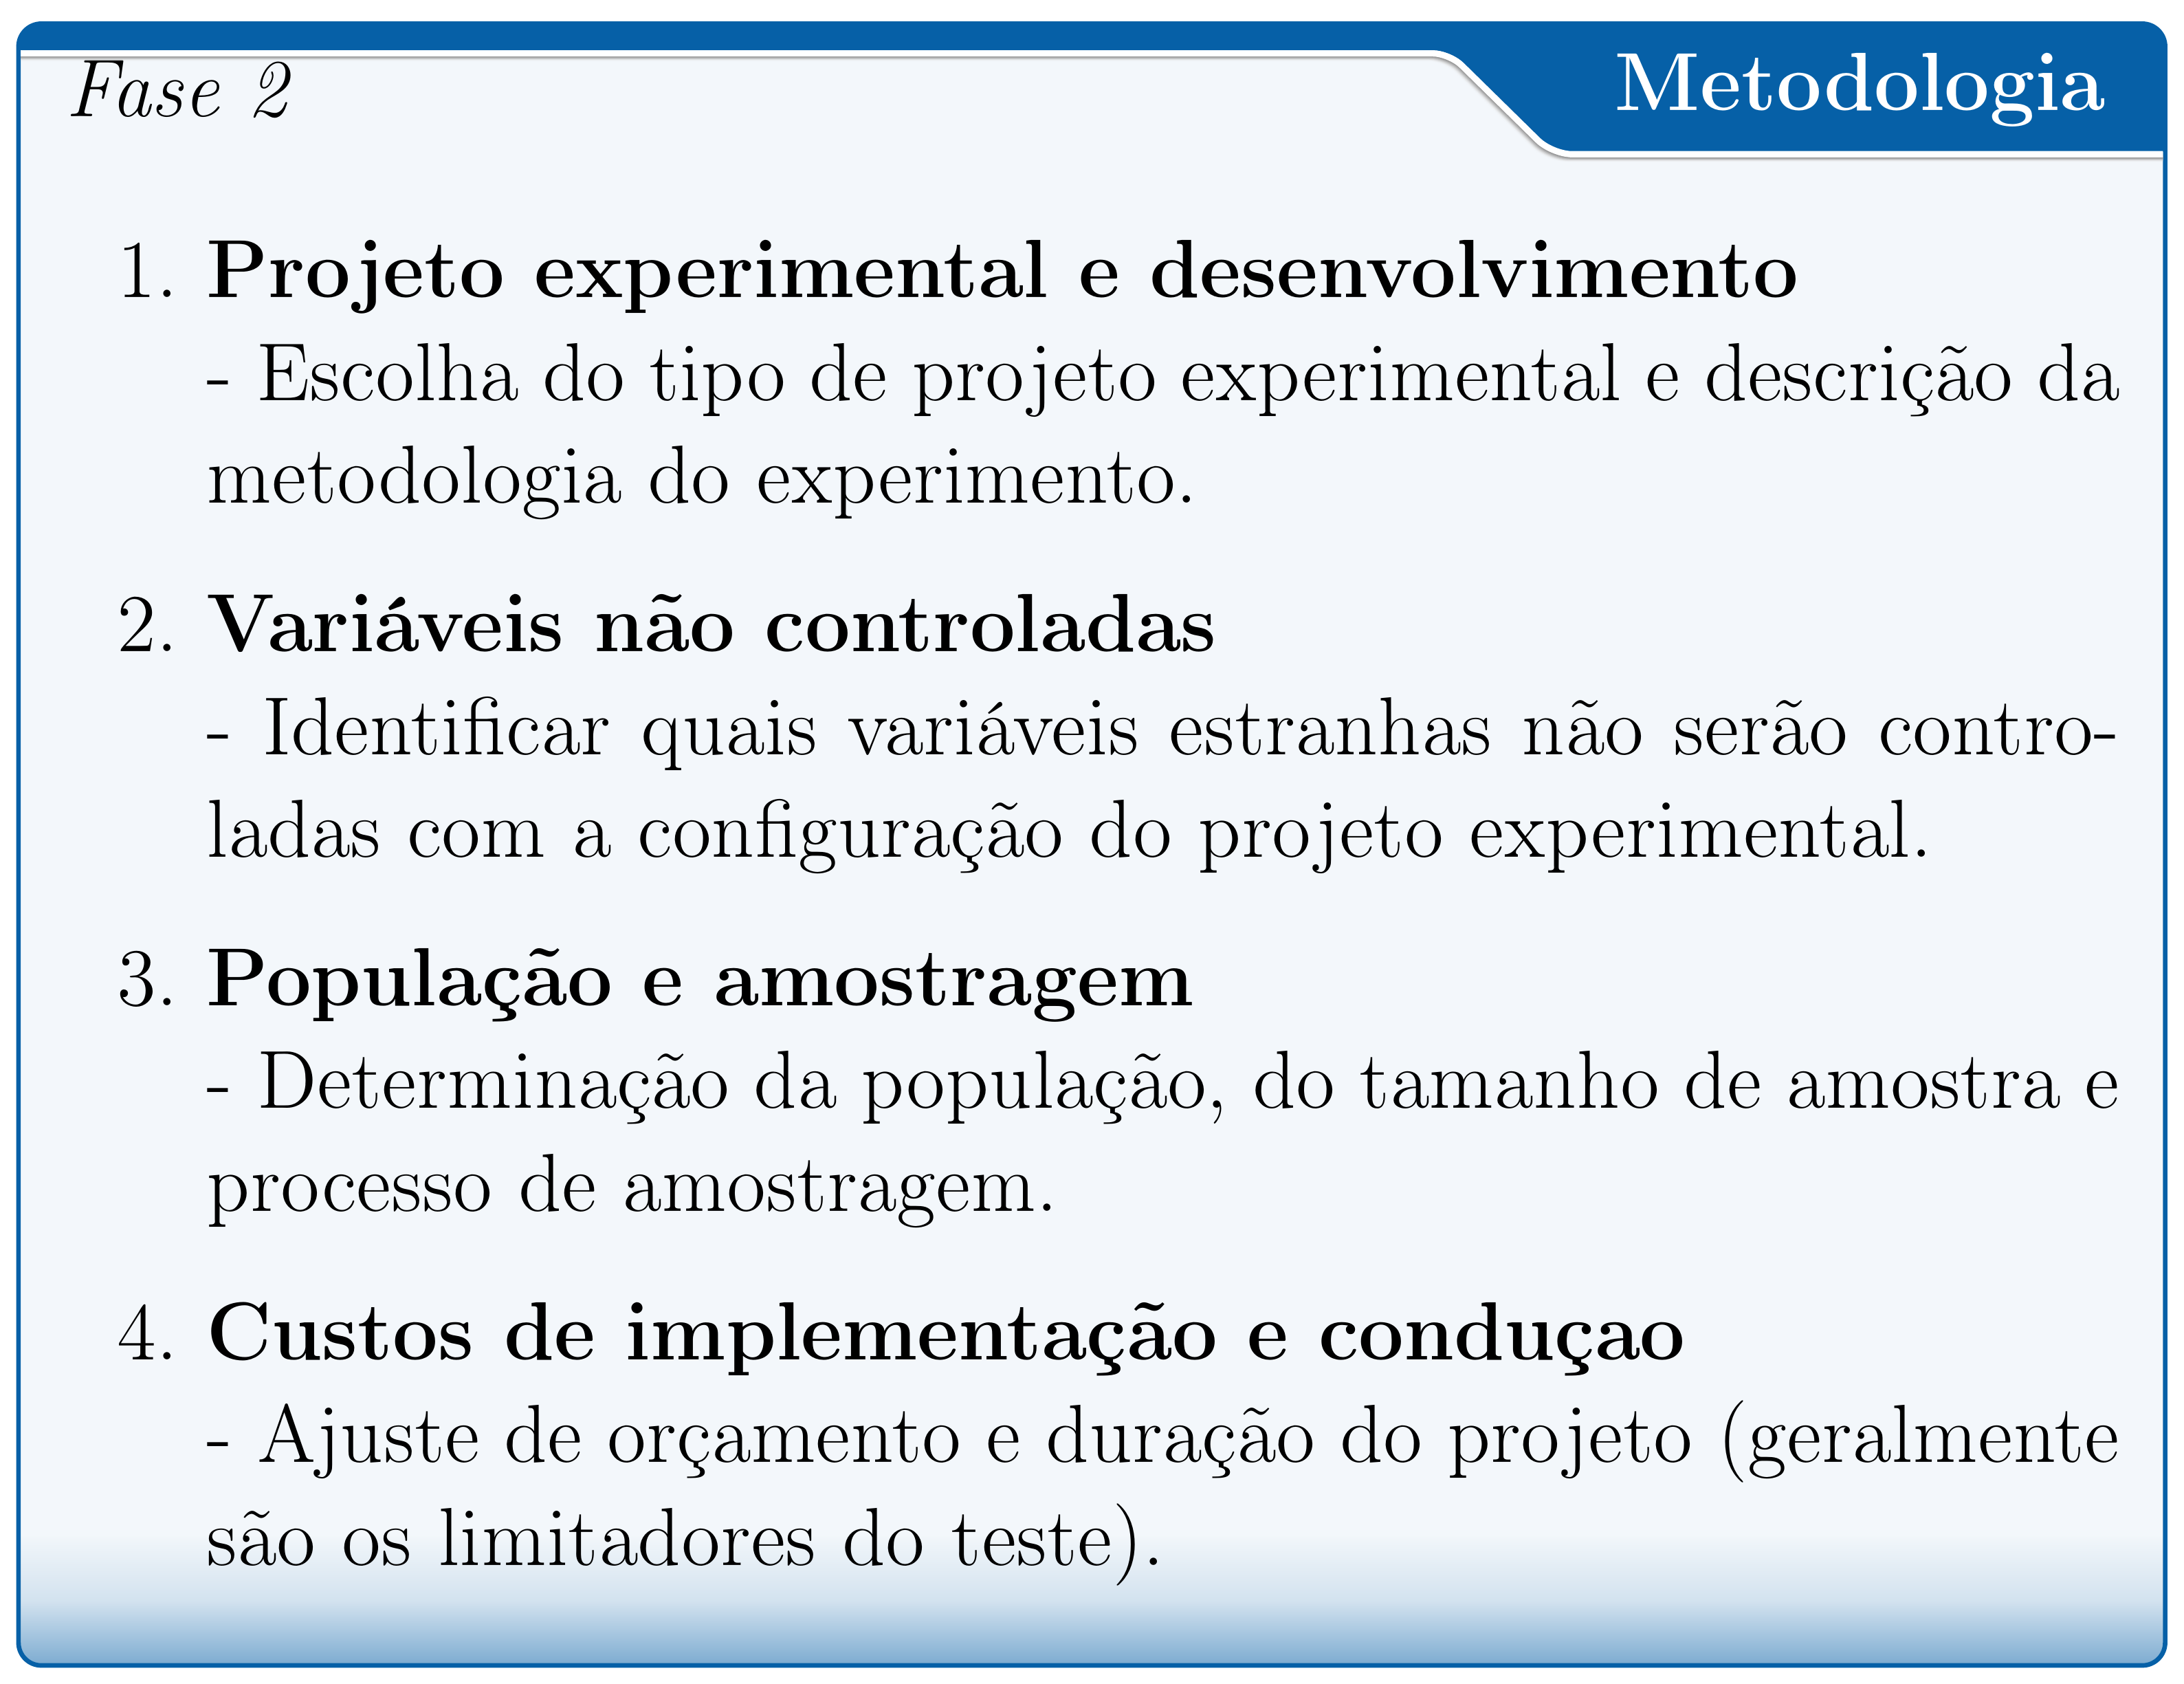 Fase 2
Metodologia
1. Projeto experimental e desenvolvimento
- Escolha do tipo de projeto experimental e descrição da
metodologia do experimento.
2. Variáveis não controladas
- Identificar quais variáveis estranhas não serão contro-
ladas com a configuração do projeto experimental.
3. População e amostragem
- Determinação da população, do tamanho de amostra e
processo de amostragem.
4. Custos de implementação e conduçao
- Ajuste de orçamento e duração do projeto (geralmente
são os limitadores do teste).